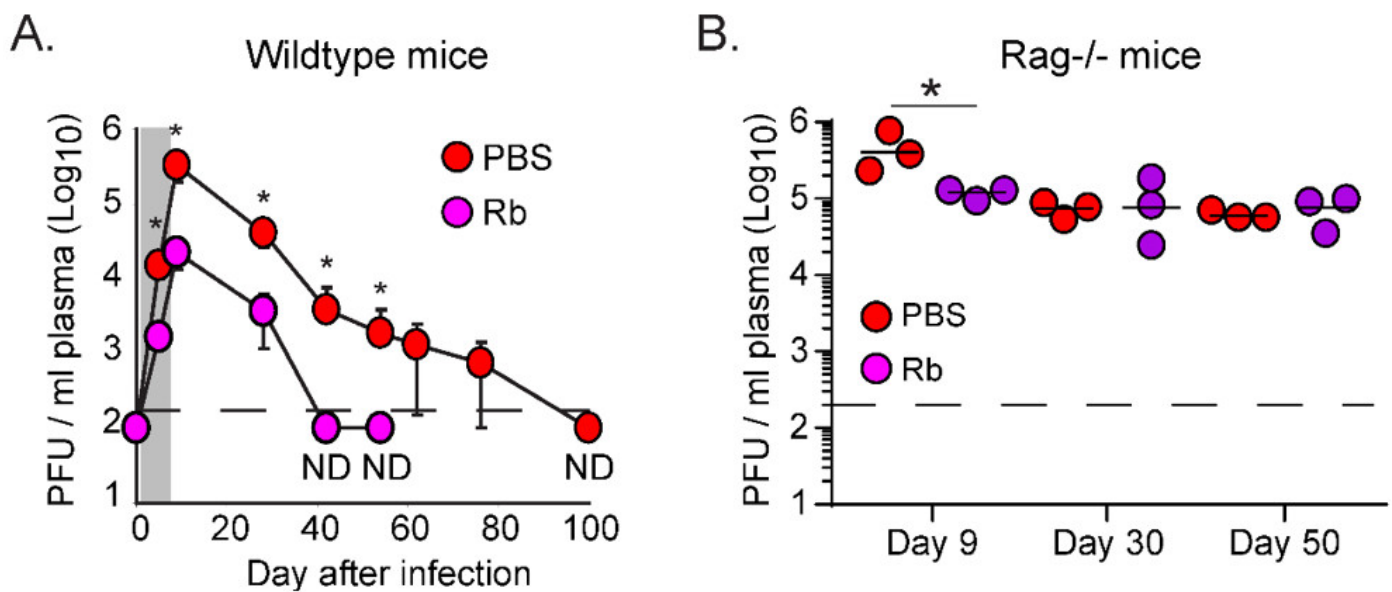 A.
Wildtype mice
PFU / ml plasma (Log10)
6
5
4
3
2
1
* * * * *
PBS
Rb
ND ND ND
0 20 40 60 80 100
Day after infection
B.
Rag-/- mice
PFU / ml plasma (Log10)
6
5
4
3
2
1
*
PBS
Rb
Day 9 Day 30 Day 50